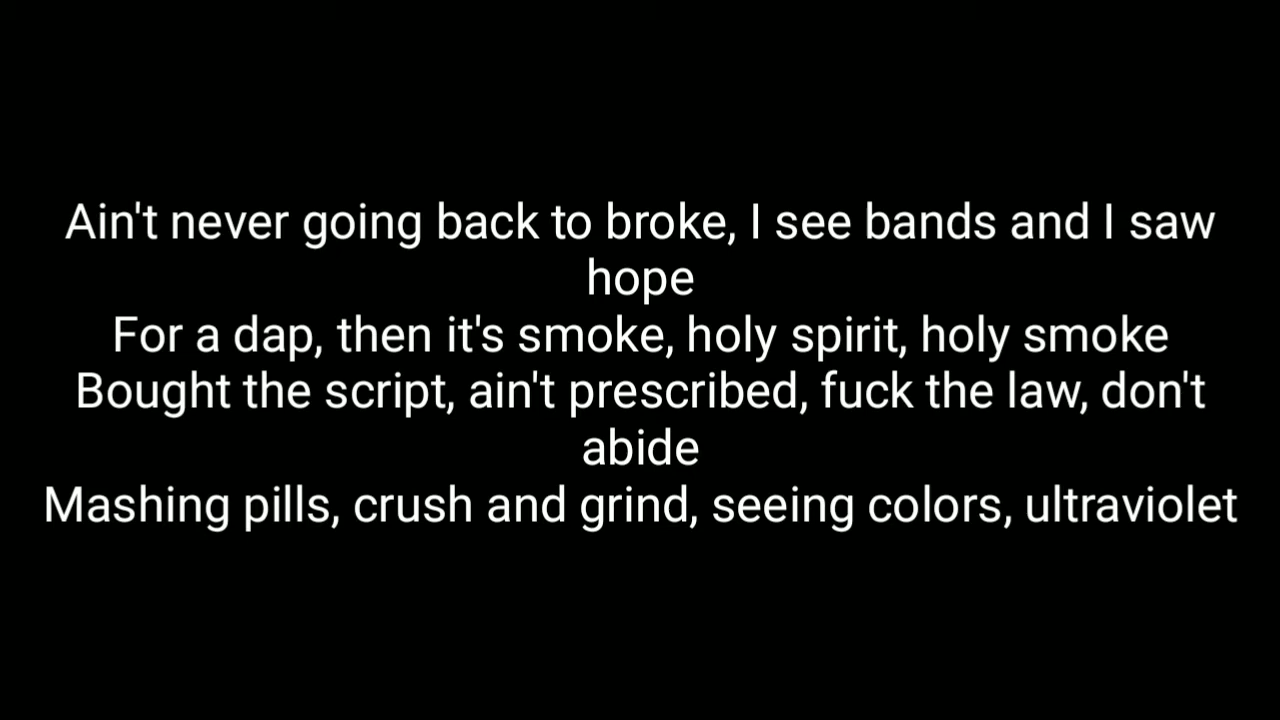 Ain't never going back to broke, I see bands and I saw
hope
For a dap, then it's smoke, holy spirit, holy smoke
Bought the script, ain't prescribed, fuck the law, don't
abide
Mashing pills, crush and grind, seeing colors, ultraviolet